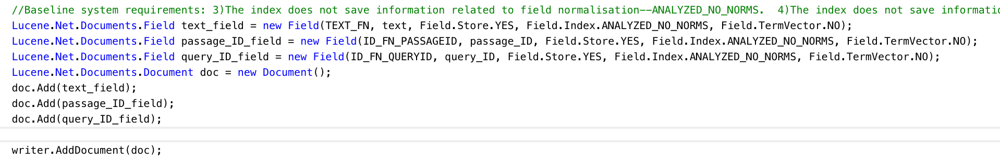 //Baseline system requirements: 3)The index does not save information related to field normalisation--ANALYZED_NO_NORMS.  4)The index does not save
Lucene.Net.Documents.Field text_field = new Field(TEXT_FN, text, Field.Store.YES, Field.Index.ANALYZED_NO_NORMS, Field.TermVector.NO);
Lucene.Net.Documents.Field passage_ID_field = new Field(ID_FN_PASSAGEID, passage_ID, Field.Store.YES, Field.Index.ANALYZED_NO_NORMS, Field.TermVector.NO);
Lucene.Net.Documents.Field query_ID_field = new Field(ID_FN_QUERYID, query_ID, Field.Store.YES, Field.Index.ANALYZED_NO_NORMS, Field.TermVector.NO);
Lucene.Net.Documents.Document doc = new Document();
doc.Add(text_field);
doc.Add(passage_ID_field);
doc.Add(query_ID_field);
writer.AddDocument(doc);